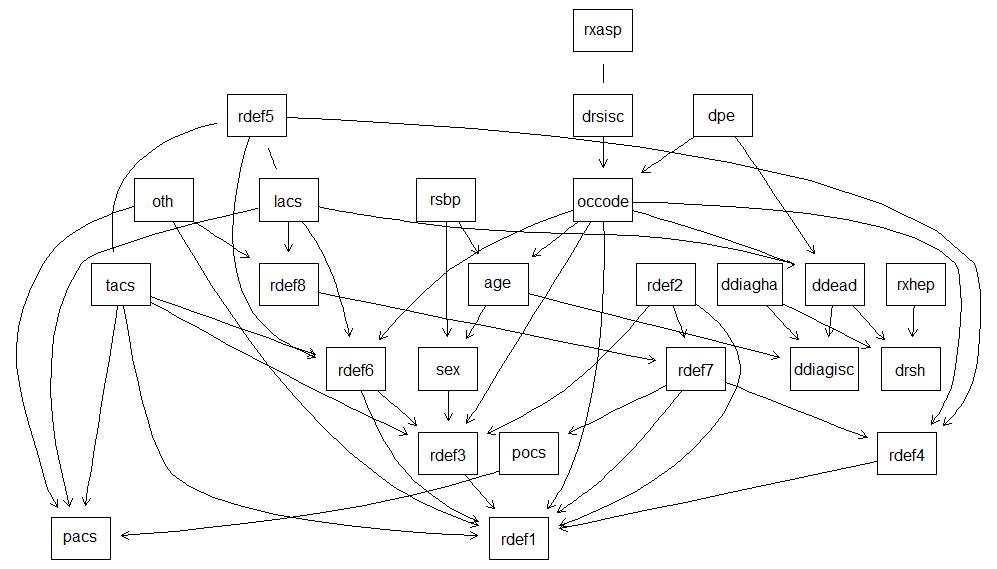 rxasp
rdef5
drsisc
dpe
oth
lacs
rsbp
occode
tacs
rdef8
age
rdef2
ddiagha
ddead
rxhep
rdef6
sex
rdef7
ddiagisc
drsh
rdef3
pocs
rdef4
pacs
rdef1